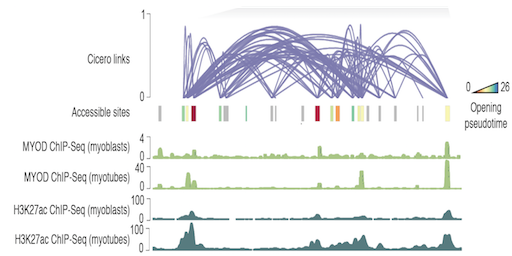 1
Cicero links
0
0 26
Opening
pseudotime
Accessible sites
4
MYOD ChIP-Seq (myoblasts)
0
40
MYOD ChIP-Seq (myotubes)
0
100
H3K27ac ChIP-Seq (myoblasts)
0
100
H3K27ac ChIP-Seq (myotubes)
0